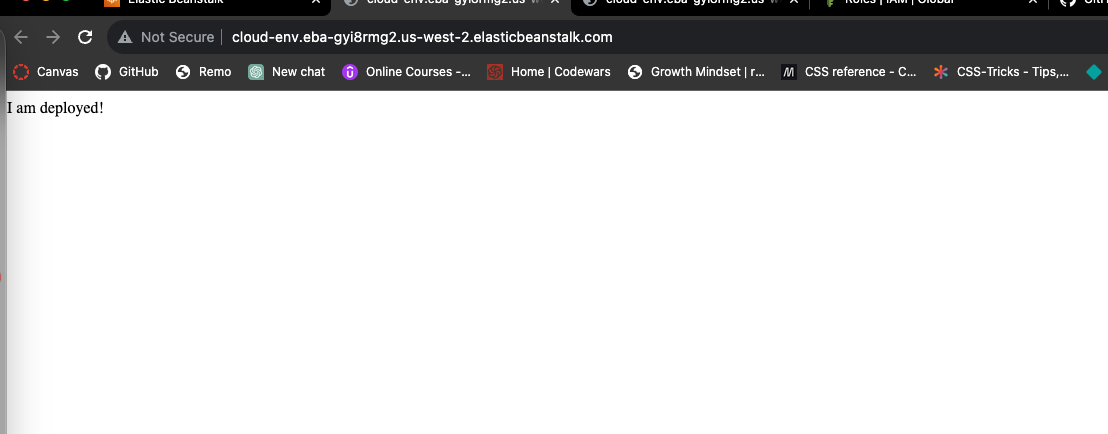 Elastic Beanstalk
cloud-env.eba-gyi8rmg2.us-w
cloud-env.eba-gyi8rmg2.us-w
Roles | IAM | Global
Not Secure | cloud-env.eba-gyi8rmg2.us-west-2.elasticbeanstalk.com
Canvas GitHub Remo New chat Online Courses -... Home | Codewars Growth Mindset | r... CSS reference - C... CSS-Tricks - Tips,...
I am deployed!